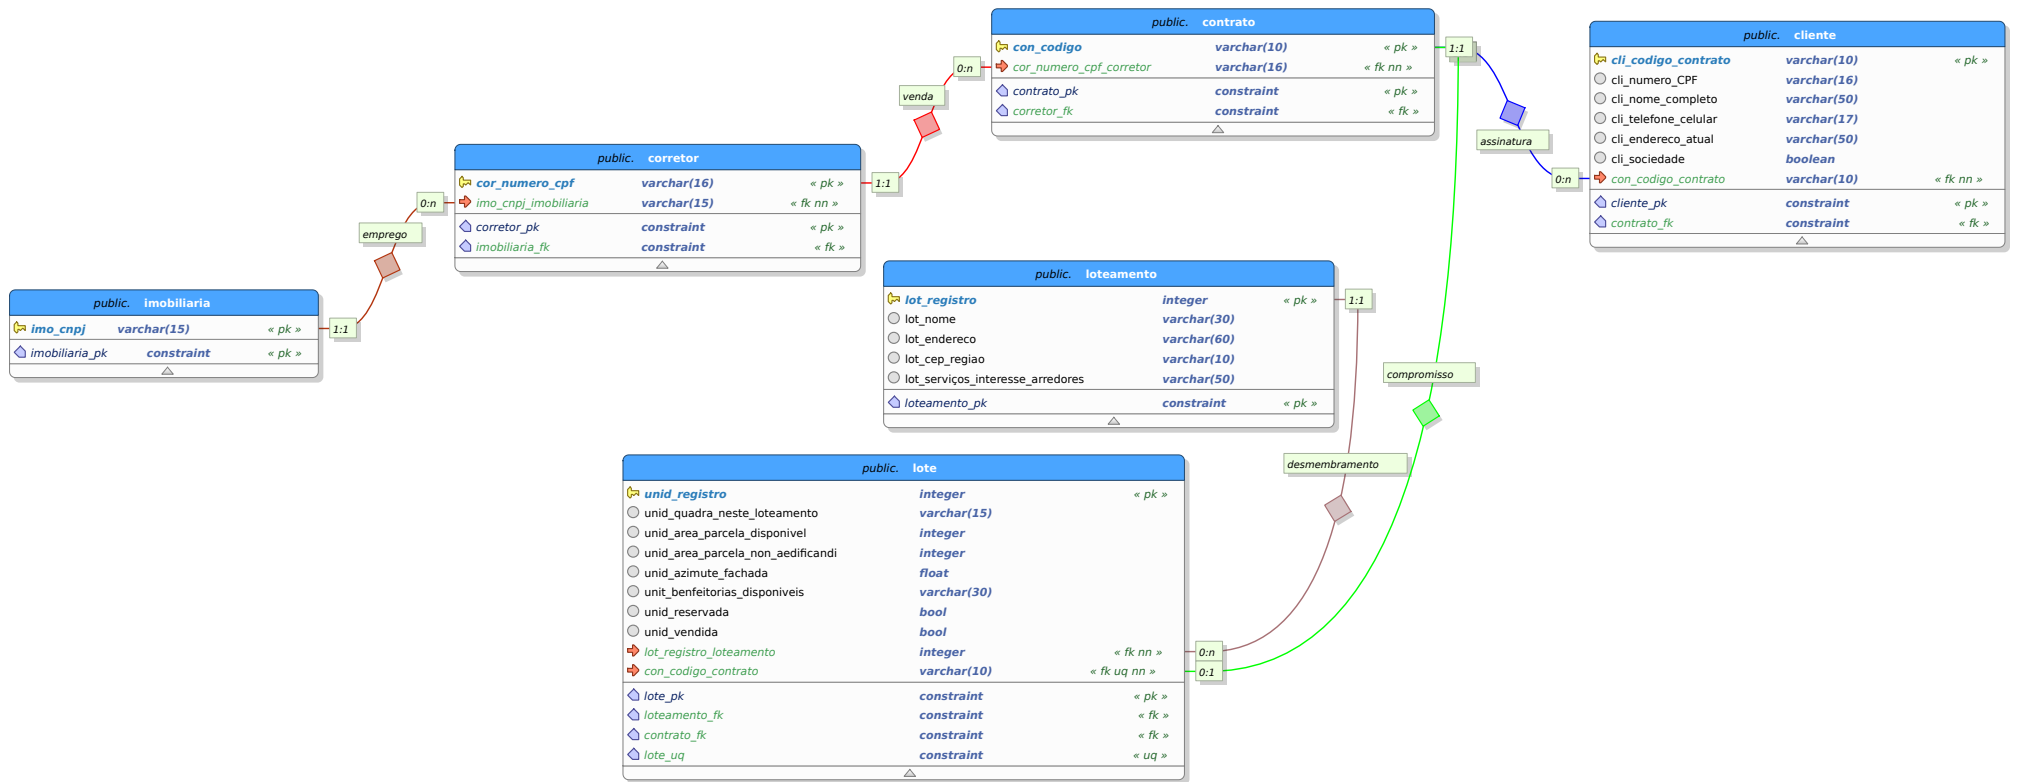 public. contrato
con_codigo varchar(10) « pk »
cor_numero_cpf_corretor varchar(16) « fk nn »
contrato_pk constraint « pk »
corretor_fk constraint « fk »
public. cliente
cli_codigo_contrato varchar(10) « pk »
cli_numero_CPF varchar(16)
cli_nome_completo varchar(50)
cli_telefone_celular varchar(17)
cli_endereco_atual varchar(50)
cli_sociedade boolean
con_codigo_contrato varchar(10) « fk nn »
cliente_pk constraint « pk »
contrato_fk constraint « fk »
1:1
assinatura
0:n
0:n
venda
1:1
public. corretor
cor_numero_cpf varchar(16) « pk »
imo_cnpj_imobiliaria varchar(15) « fk nn »
corretor_pk constraint « pk »
imobiliaria_fk constraint « fk »
0:n
emprego
1:1
public. imobiliaria
imo_cnpj varchar(15) « pk »
imobiliaria_pk constraint « pk »
public. loteamento
lot_registro integer « pk »
lot_nome varchar(30)
lot_endereco varchar(60)
lot_cep_regiao varchar(10)
lot_serviços_interesse_arredores varchar(50)
loteamento_pk constraint « pk »
1:1
compromisso
desmembramento
public. lote
unid_registro integer « pk »
unid_quadra_neste_loteamento varchar(15)
unid_area_parcela_disponivel integer
unid_area_parcela_non_aedificandi integer
unid_azimute_fachada float
unit_benfeitorias_disponiveis varchar(30)
unid_reservada bool
unid_vendida bool
lot_registro_loteamento integer « fk nn »
con_codigo_contrato varchar(10) « fk uq nn »
lote_pk constraint « pk »
loteamento_fk constraint « fk »
contrato_fk constraint « fk »
lote_uq constraint « uq »
0:n
0:1